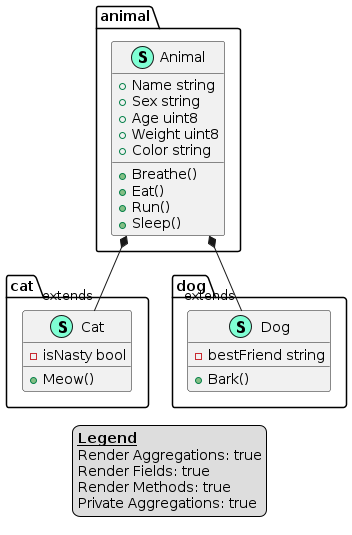 animal
S Animal
Name string
Sex string
Age uint8
Weight uint8
Color string
Breathe()
Eat()
Run()
Sleep()
extends
extends
cat
S Cat
isNasty bool
Meow()
dog
S Dog
bestFriend string
Bark()
Legend
Render Aggregations: true
Render Fields: true
Render Methods: true
Private Aggregations: true